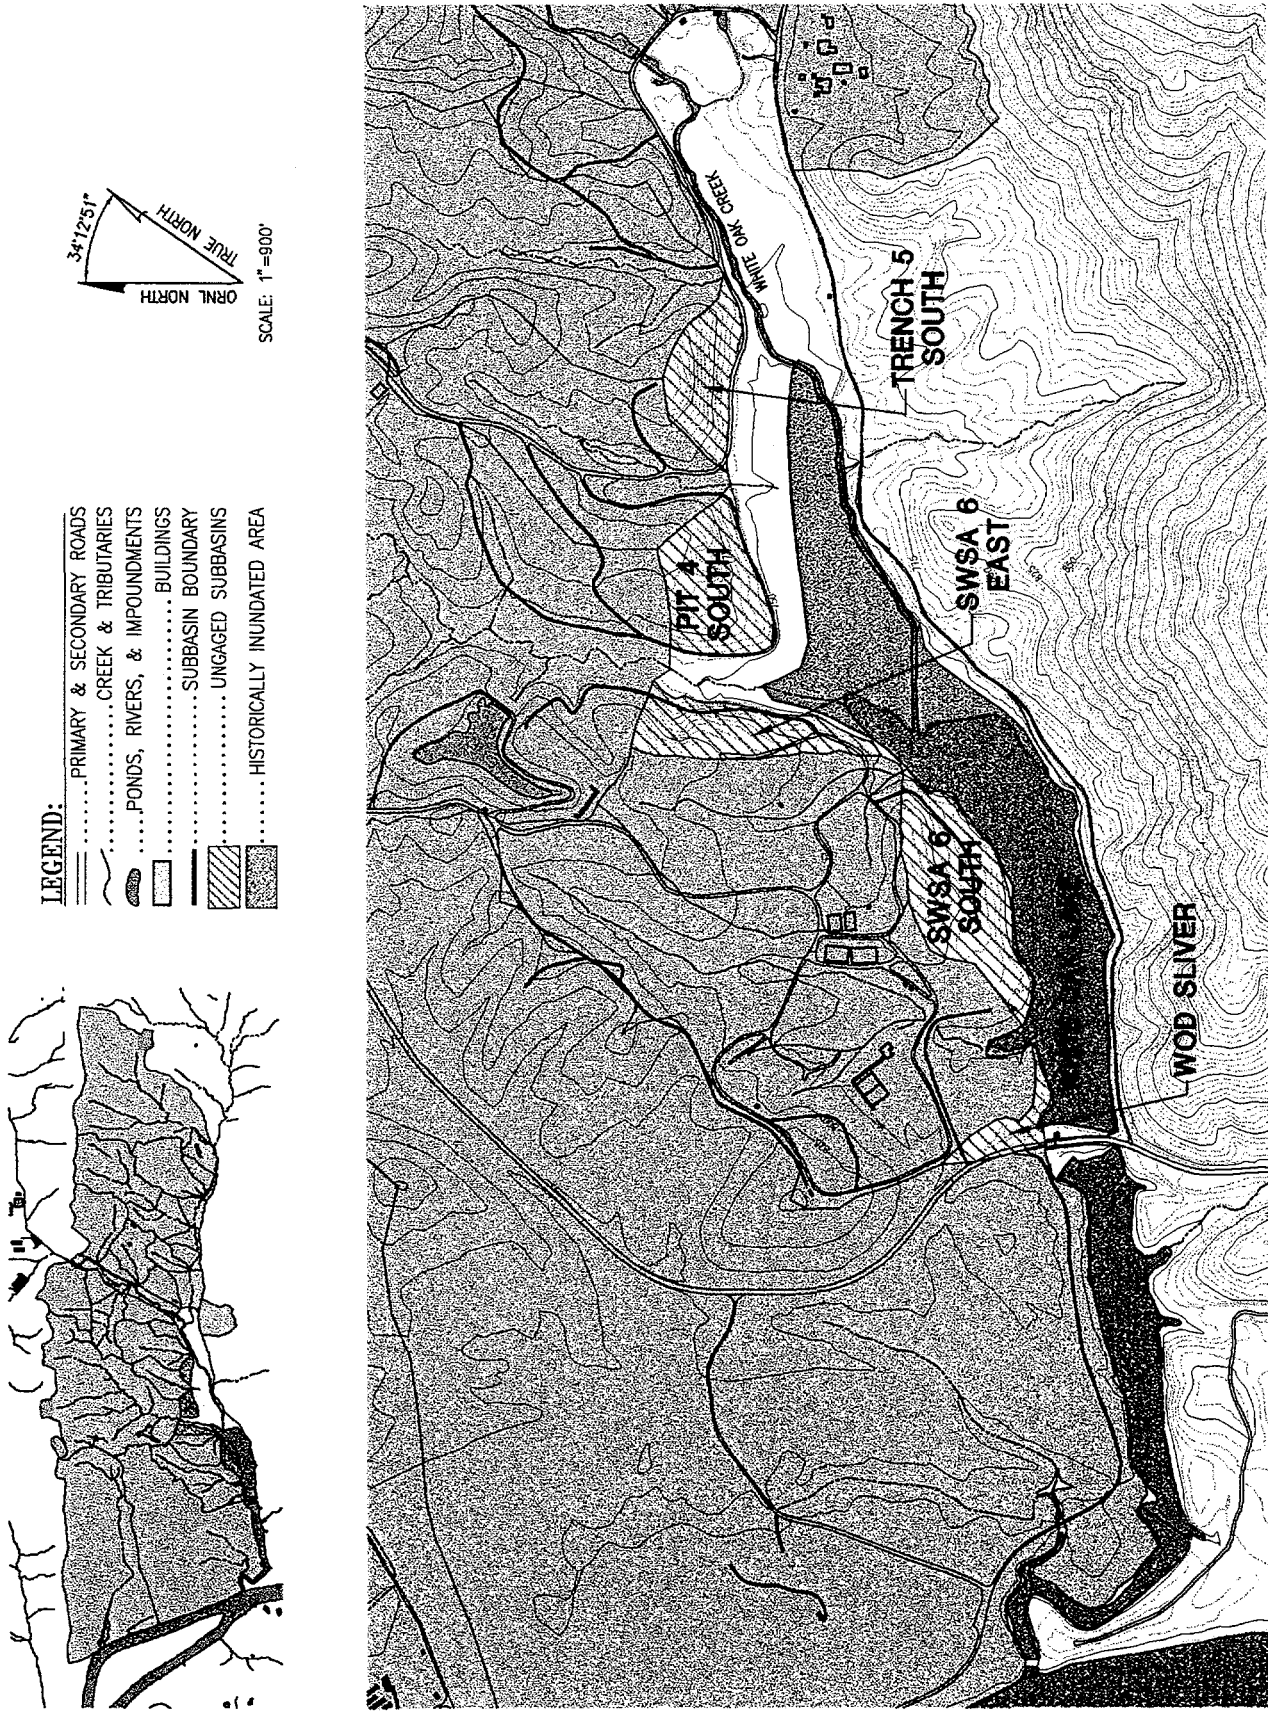 LEGEND:
PRIMARY & SECONDARY ROADS
CREEK & TRIBUTARIES
PONDS, RIVERS, & IMPOUNDMENTS
BUILDINGS
SUBBASIN BOUNDARY
UNGAGED SUBBASINS
HISTORICALLY INUNDATED AREA
34°12'51"
ORNL NORTH
TRUE NORTH
SCALE: 1"=900'
WHITE OAK CREEK
TRENCH 5
SOUTH
PIT 4
SOUTH
SWSA 6
EAST
SWSA 6
SOUTH
WOD SLIVER